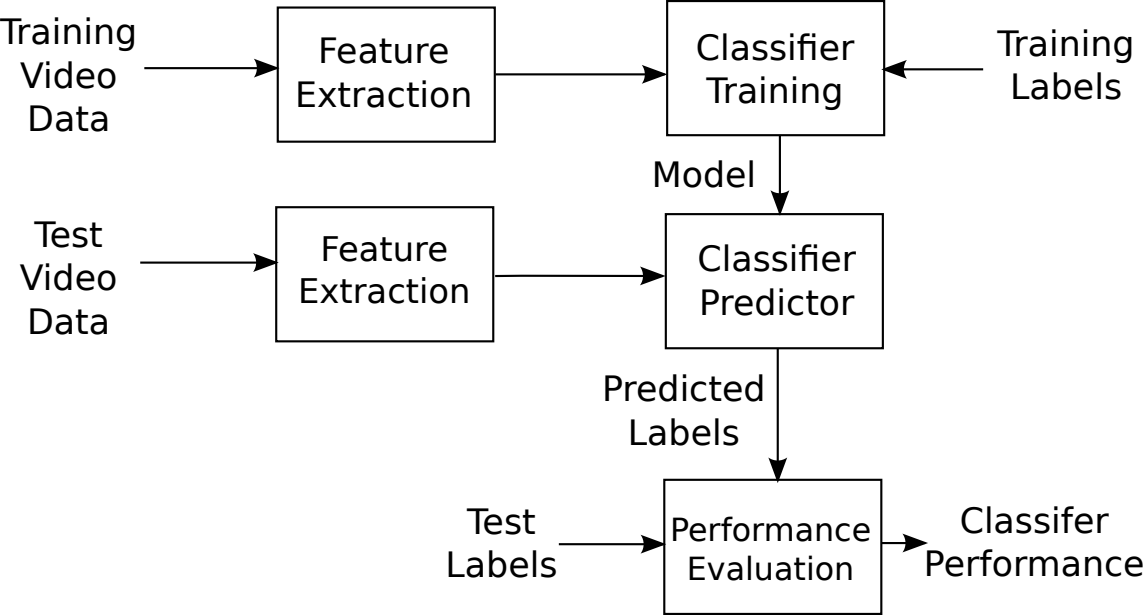 Training
Video
Data
Feature
Extraction
Classifier
Training
Training
Labels
Model
Test
Video
Data
Feature
Extraction
Classifier
Predictor
Predicted
Labels
Test
Labels
Performance
Evaluation
Classifer
Performance